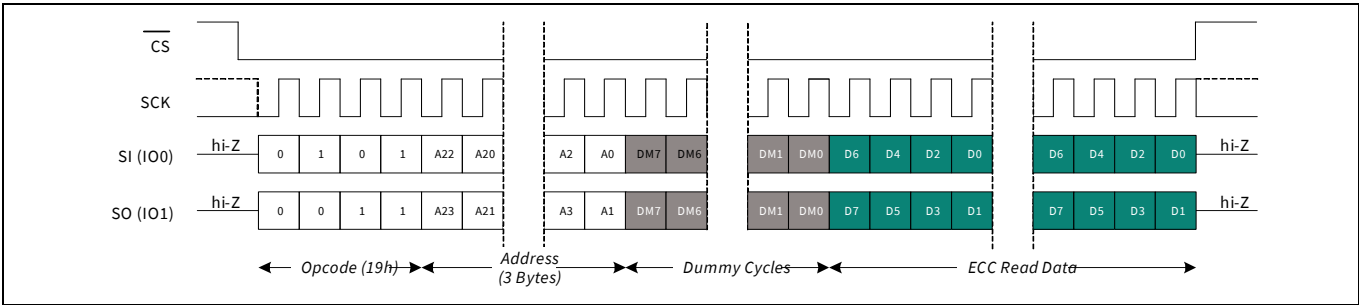 CS
SCK
hi-Z 0 1 0 1 A22 A20 A2 A0 DM7 DM6 DM1 DM0 D6 D4 D2 D0 D6 D4 D2 D0 hi-Z
SI (IO0)
hi-Z 0 0 1 1 A23 A21 A3 A1 DM7 DM6 DM1 DM0 D7 D5 D3 D1 D7 D5 D3 D1 hi-Z
SO (IO1)
Opcode (19h) Address Dummy Cycles ECC Read Data
(3 Bytes)